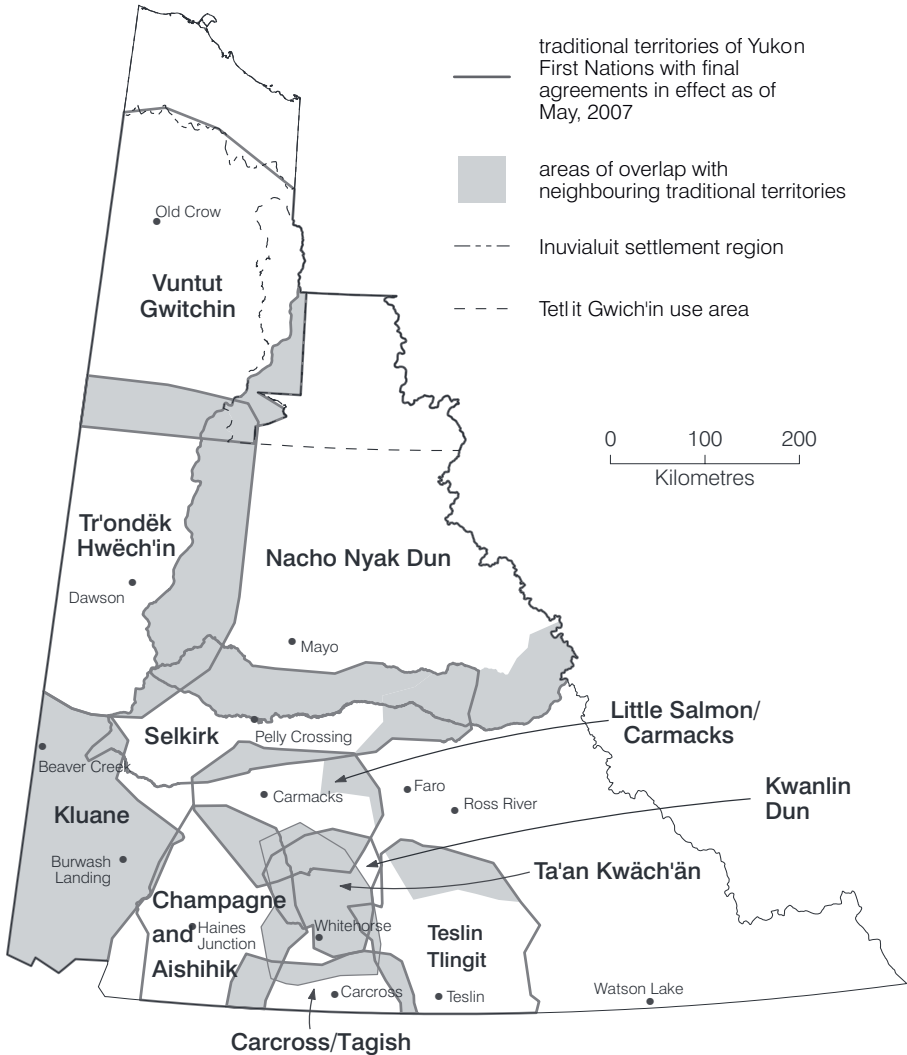 traditional territories of Yukon
First Nations with final
agreements in effect as of
May, 2007
areas of overlap with
neighbouring traditional territories
Inuvialuit settlement region
Tetlit Gwich'in use area
0 100 200
Kilometres
Old Crow
Vuntut
Gwitchin
Tr'ondëk
Hwëch'in
Dawson
Nacho Nyak Dun
Mayo
Selkirk
Pelly Crossing
Little Salmon/
Carmacks
Beaver Creek
Kluane
Carmacks
Faro
Ross River
Kwanlin
Dun
Burwash
Landing
Ta'an Kwäch'än
Champagne
and
Aishihik
Haines
Junction
Whitehorse
Teslin
Tlingit
Carcross
Teslin
Watson Lake
Carcross/Tagish